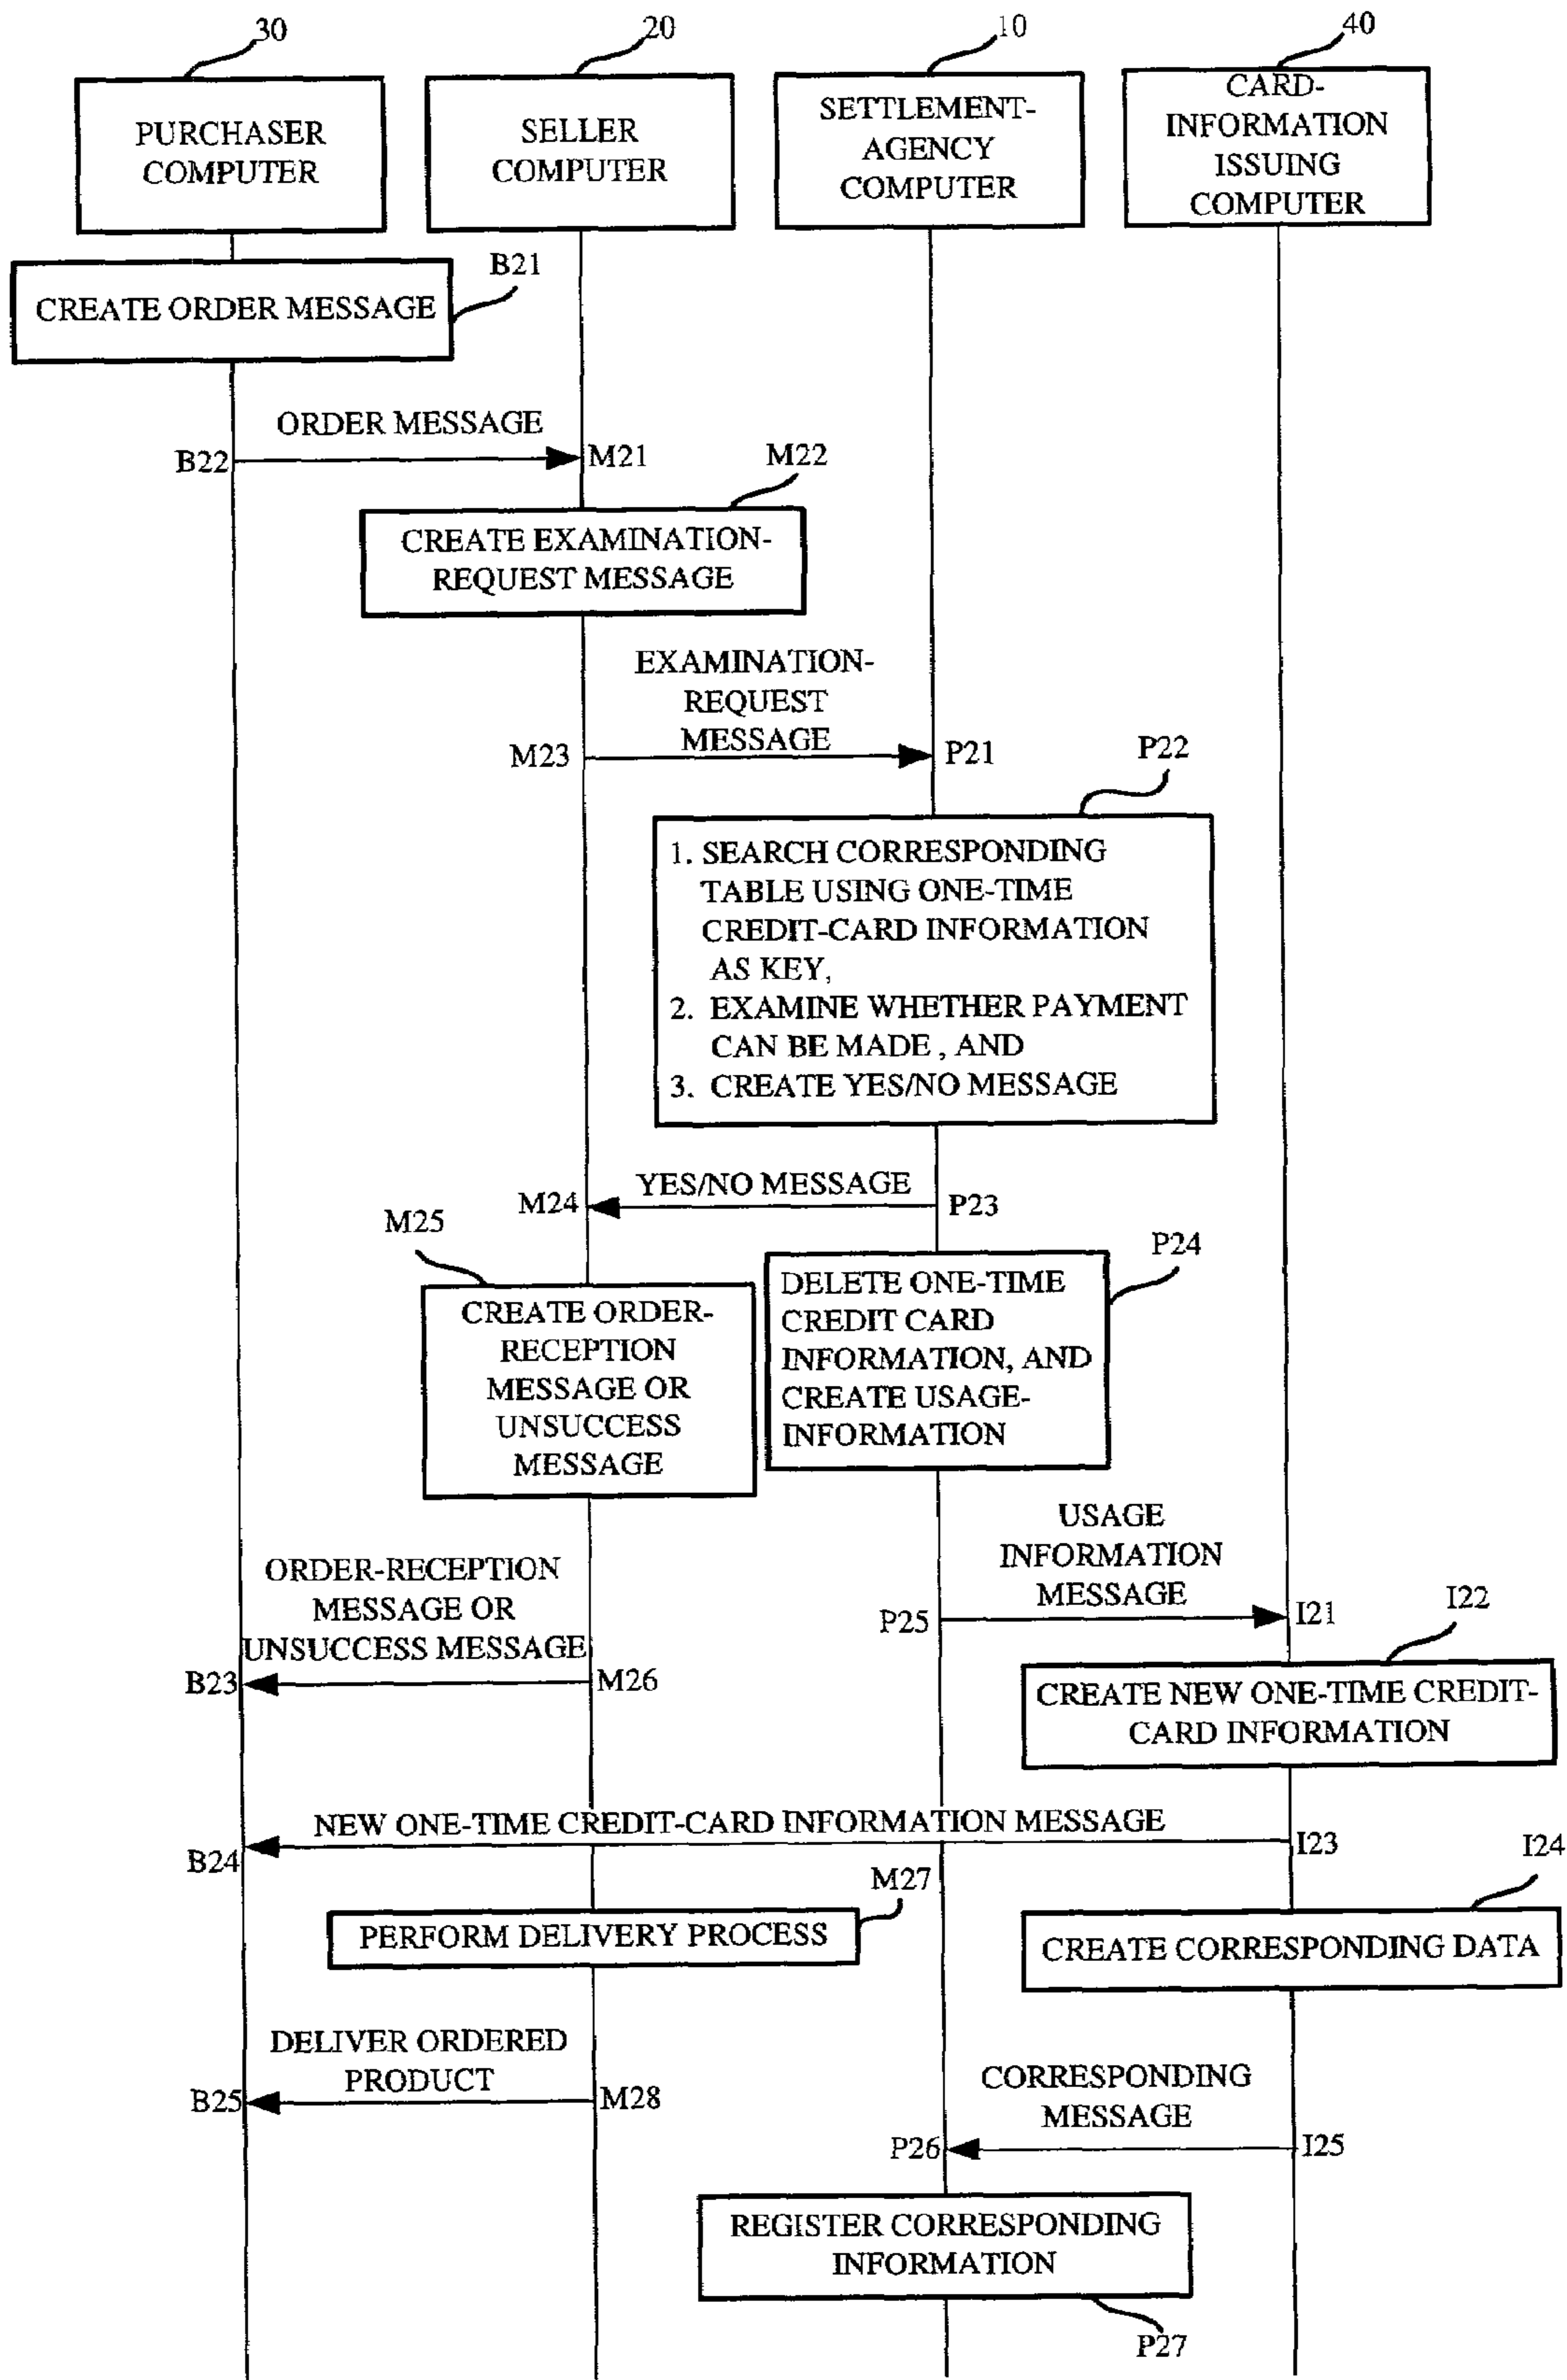 30
20
10
40
PURCHASER
COMPUTER
SELLER
COMPUTER
SETTLEMENT-
AGENCY
COMPUTER
CARD-
INFORMATION
ISSUING
COMPUTER
B21
CREATE ORDER MESSAGE
ORDER MESSAGE
B22
M21
M22
CREATE EXAMINATION-
REQUEST MESSAGE
EXAMINATION-
REQUEST
MESSAGE
M23
P21
P22
1. SEARCH CORRESPONDING
TABLE USING ONE-TIME
CREDIT-CARD INFORMATION
AS KEY,
2. EXAMINE WHETHER PAYMENT
CAN BE MADE , AND
3. CREATE YES/NO MESSAGE
YES/NO MESSAGE
M24
P23
M25
P24
CREATE ORDER-
RECEPTION
MESSAGE OR
UNSUCCESS
MESSAGE
DELETE ONE-TIME
CREDIT CARD
INFORMATION, AND
CREATE USAGE-
INFORMATION
USAGE
INFORMATION
MESSAGE
P25
I21
I22
ORDER-RECEPTION
MESSAGE OR
UNSUCCESS MESSAGE
B23
M26
CREATE NEW ONE-TIME CREDIT-
CARD INFORMATION
NEW ONE-TIME CREDIT-CARD INFORMATION MESSAGE
B24
I23
I24
M27
PERFORM DELIVERY PROCESS
CREATE CORRESPONDING DATA
DELIVER ORDERED
PRODUCT
B25
M28
CORRESPONDING
MESSAGE
P26
I25
REGISTER CORRESPONDING
INFORMATION
P27